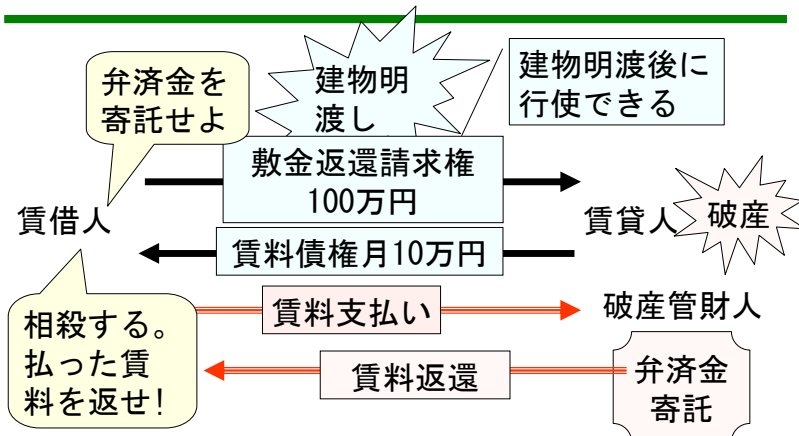 弁済金を
寄託せよ
建物明
渡し
建物明渡後に
行使できる
敷金返還請求権
100万円
賃借人
賃貸人
破産
賃料債権月10万円
相殺する。
払った賃
料を返せ！
賃料支払い
破産管財人
賃料返還
弁済金
寄託